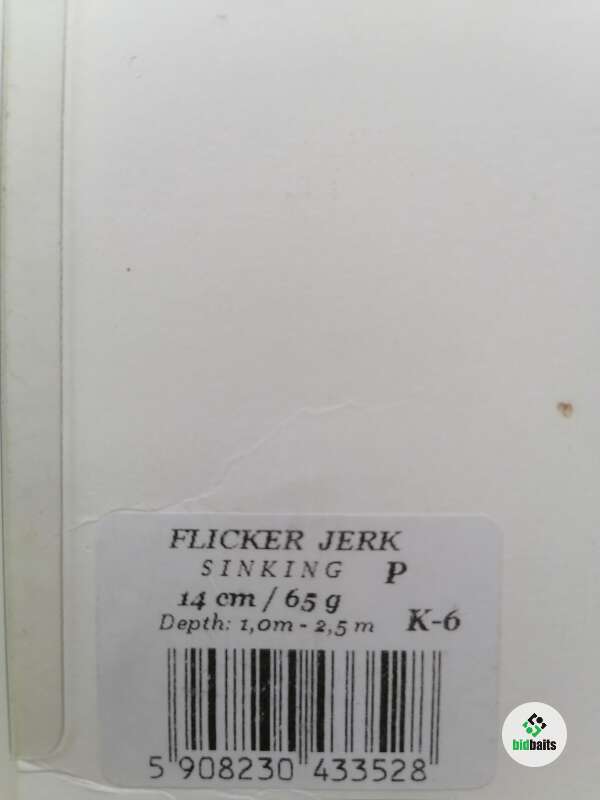 FLICKER JERK
SINKING P
14 cm / 65 g
Depth: 1,0m - 2,5 m K-6
5 908230 433528
bidbaits